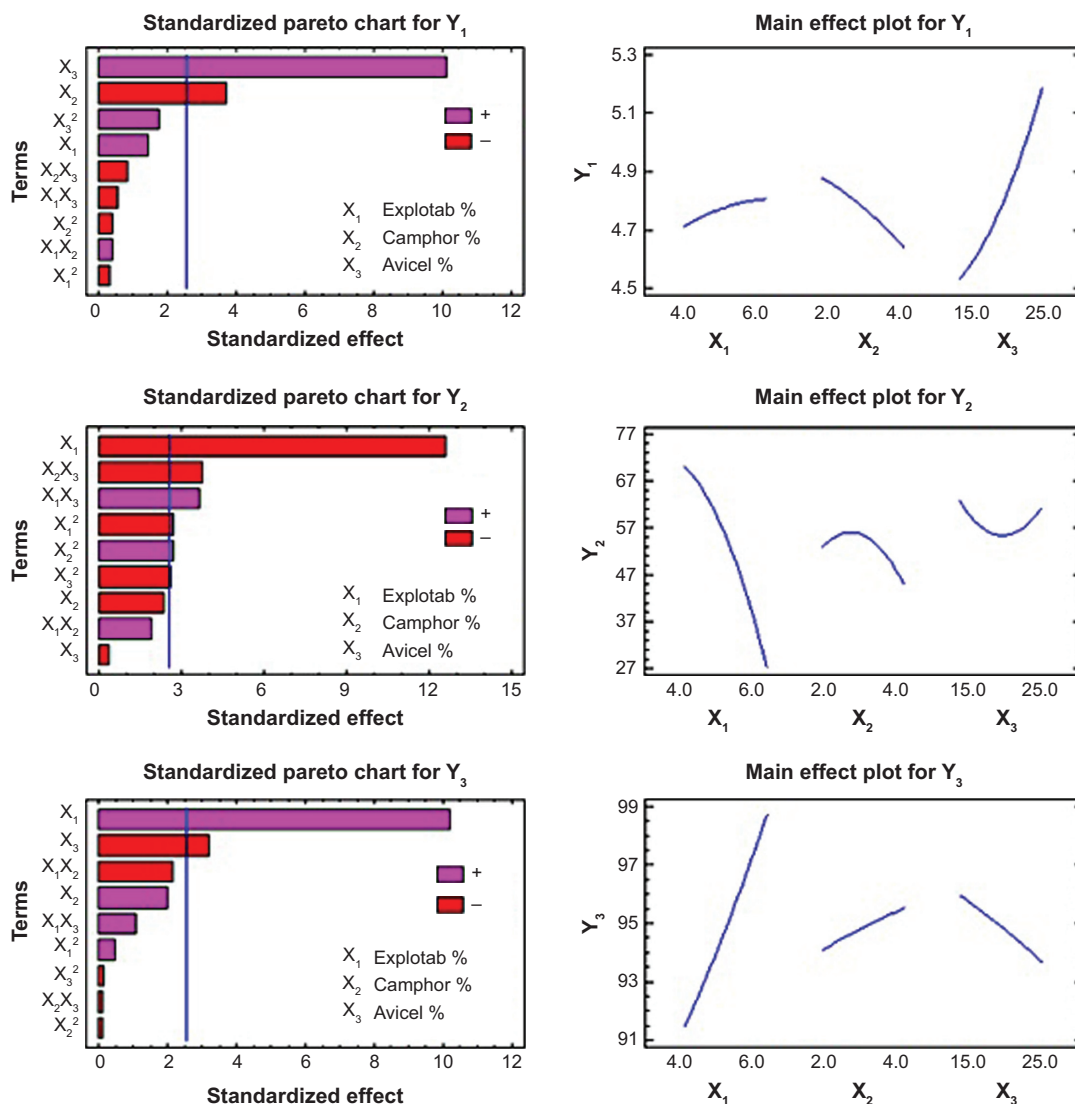 Standardized pareto chart for Y₁
Terms
X₃
X₂
X₃²
X₁
X₂X₃
X₁X₃
X₂²
X₁X₂
X₁²
+
–
X₁ Explotab %
X₂ Camphor %
X₃ Avicel %
0 2 4 6 8 10 12
Standardized effect
Main effect plot for Y₁
Y₁
5.3
5.1
4.9
4.7
4.5
4.0 6.0 2.0 4.0 15.0 25.0
X₁ X₂ X₃
Standardized pareto chart for Y₂
Terms
X₁
X₂X₃
X₁X₃
X₁²
X₂²
X₃²
X₂
X₁X₂
X₃
+
–
X₁ Explotab %
X₂ Camphor %
X₃ Avicel %
0 3 6 9 12 15
Standardized effect
Main effect plot for Y₂
Y₂
77
67
57
47
37
27
4.0 6.0 2.0 4.0 15.0 25.0
X₁ X₂ X₃
Standardized pareto chart for Y₃
Terms
X₁
X₃
X₁X₂
X₂
X₁X₃
X₁²
X₃²
X₂X₃
X₂²
+
–
X₁ Explotab %
X₂ Camphor %
X₃ Avicel %
0 2 4 6 8 10 12
Standardized effect
Main effect plot for Y₃
Y₃
99
97
95
93
91
4.0 6.0 2.0 4.0 15.0 25.0
X₁ X₂ X₃